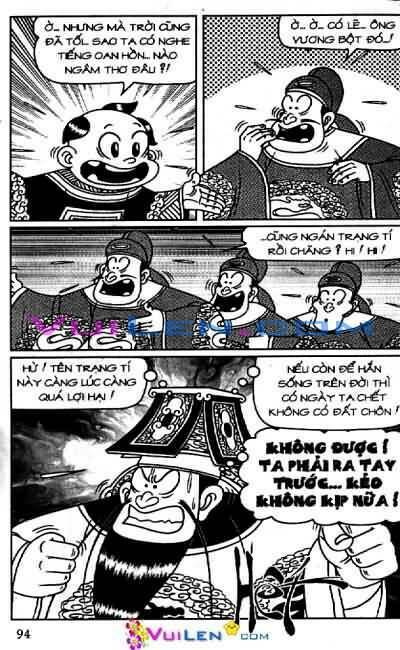 Ờ... NHƯNG MÀ TRỜI CŨNG
ĐÃ TỐI... SAO TA CÓ NGHE
TIẾNG OAN HỒN... NÀO
NGÂM THƠ ĐÂU ?!
Ờ... Ờ... CÓ LẼ... ÔNG
VƯƠNG BỘT ĐÓ...!
...CŨNG NGÁN TRẠNG TÍ
RỒI CHĂNG ? HI ! HI !
VUILEN.COM
HỪ ! TÊN TRẠNG TÍ
NÀY CÀNG LÚC CÀNG
QUÁ LỢI HẠI !
NẾU CÒN ĐỂ HẮN
SỐNG TRÊN ĐỜI THÌ
CÓ NGÀY TA CHẾT
KHÔNG CÓ ĐẤT CHÔN !
KHÔNG ĐƯỢC !
TA PHẢI RA TAY
TRƯỚC... KẺO
KHÔNG KỊP NỮA !
94
VUILEN.COM